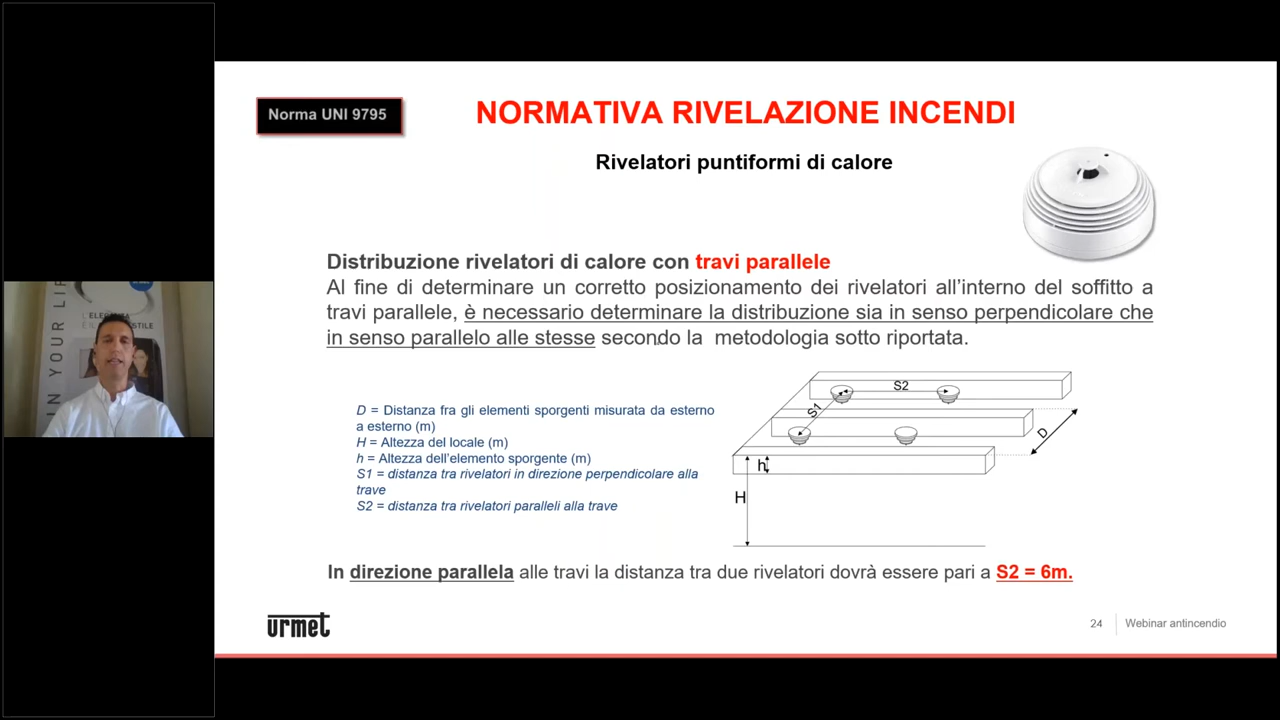 Norma UNI 9795
NORMATIVA RIVELAZIONE INCENDI
Rivelatori puntiformi di calore
Distribuzione rivelatori di calore con travi parallele
Al fine di determinare un corretto posizionamento dei rivelatori all'interno del soffitto a
travi parallele, è necessario determinare la distribuzione sia in senso perpendicolare che
in senso parallelo alle stesse secondo la metodologia sotto riportata.
D = Distanza fra gli elementi sporgenti misurata da esterno
a esterno (m)
H = Altezza del locale (m)
h = Altezza dell'elemento sporgente (m)
S1 = distanza tra rivelatori in direzione perpendicolare alla
trave
S2 = distanza tra rivelatori paralleli alla trave
S2
S1
D
h
H
In direzione parallela alle travi la distanza tra due rivelatori dovrà essere pari a S2 = 6m.
urmet
24
Webinar antincendio
IN YOUR LIF